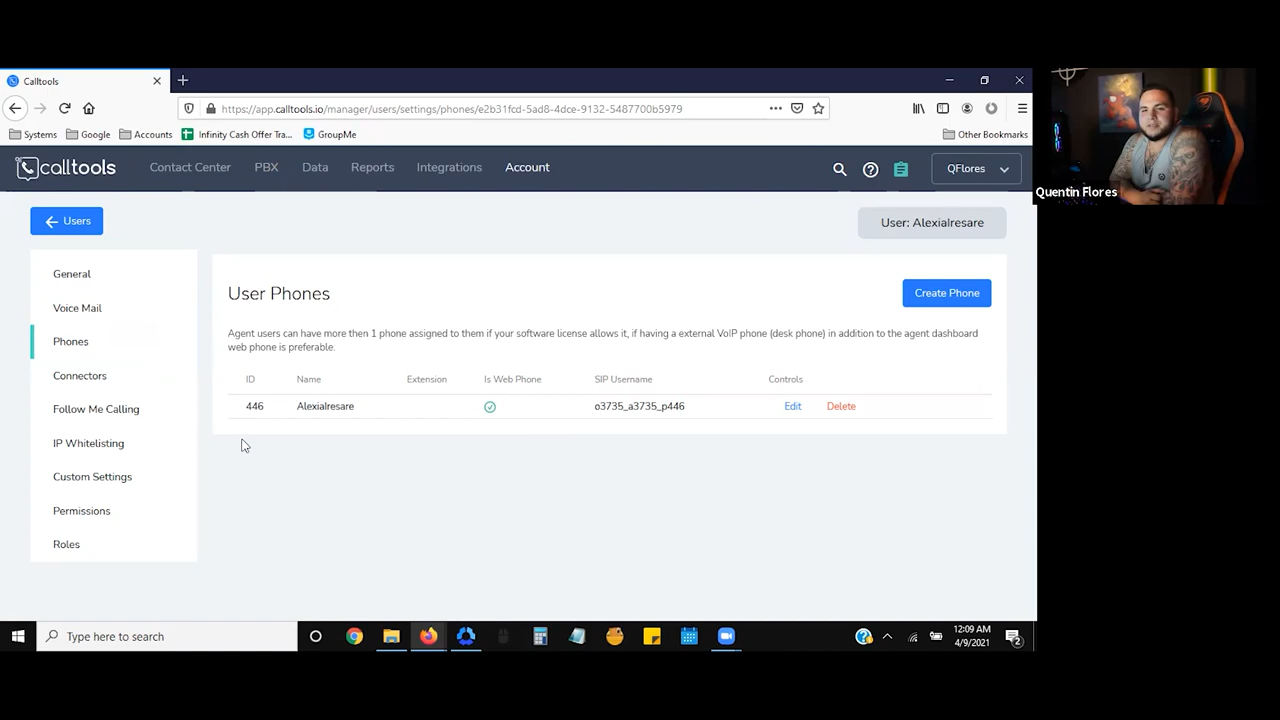 Calltools
https://app.calltools.io/manager/users/settings/phones/e2b31fcd-5ad8-4dce-9132-5487700b5979
Systems
Google
Accounts
Infinity Cash Offer Tra...
GroupMe
Other Bookmarks
calltools
Contact Center
PBX
Data
Reports
Integrations
Account
QFlores
Quentin Flores
Users
User: AlexiaIresare
General
Voice Mail
Phones
Connectors
Follow Me Calling
IP Whitelisting
Custom Settings
Permissions
Roles
User Phones
Create Phone
Agent users can have more then 1 phone assigned to them if your software license allows it, if having a external VoIP phone (desk phone) in addition to the agent dashboard
web phone is preferable.
ID Name Extension Is Web Phone SIP Username Controls
446 AlexiaIresare o3735_a3735_p446 Edit Delete
Type here to search
12:09 AM
4/9/2021
2